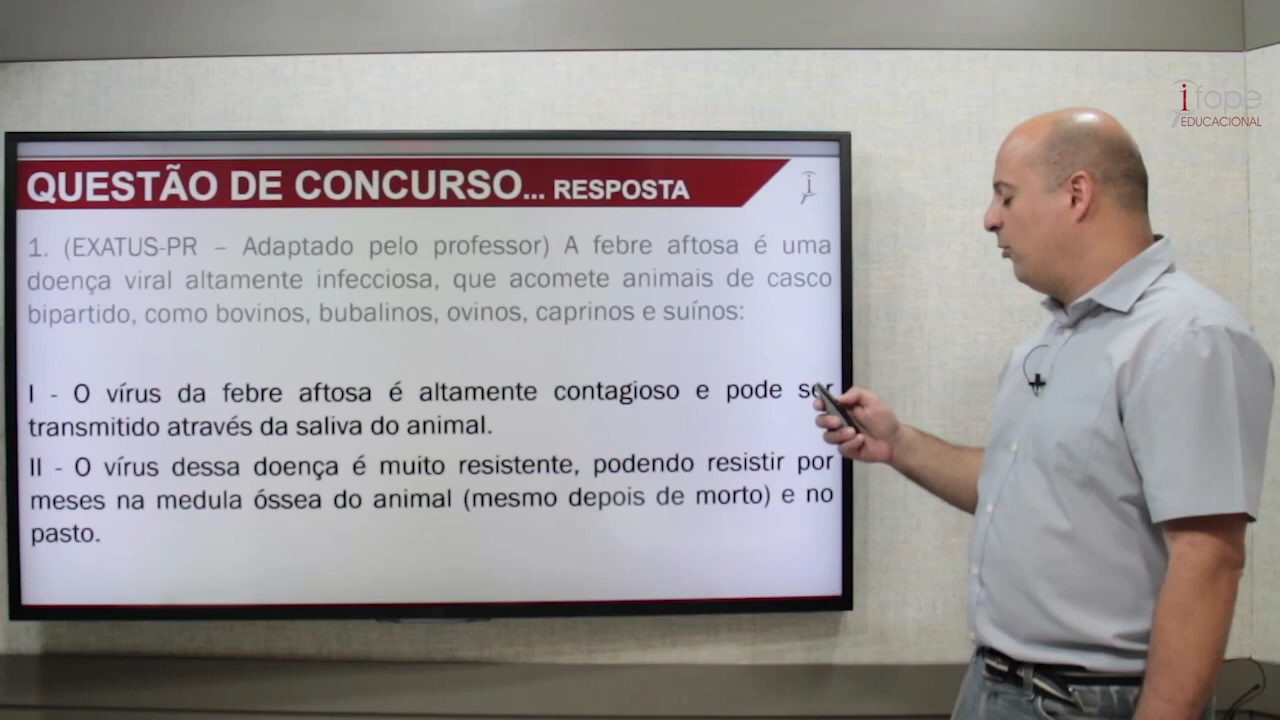 ifope
EDUCACIONAL
QUESTÃO DE CONCURSO... RESPOSTA
1. (EXATUS-PR – Adaptado pelo professor) A febre aftosa é uma
doença viral altamente infecciosa, que acomete animais de casco
bipartido, como bovinos, bubalinos, ovinos, caprinos e suínos:
I - O vírus da febre aftosa é altamente contagioso e pode ser
transmitido através da saliva do animal.
II - O vírus dessa doença é muito resistente, podendo resistir por
meses na medula óssea do animal (mesmo depois de morto) e no
pasto.